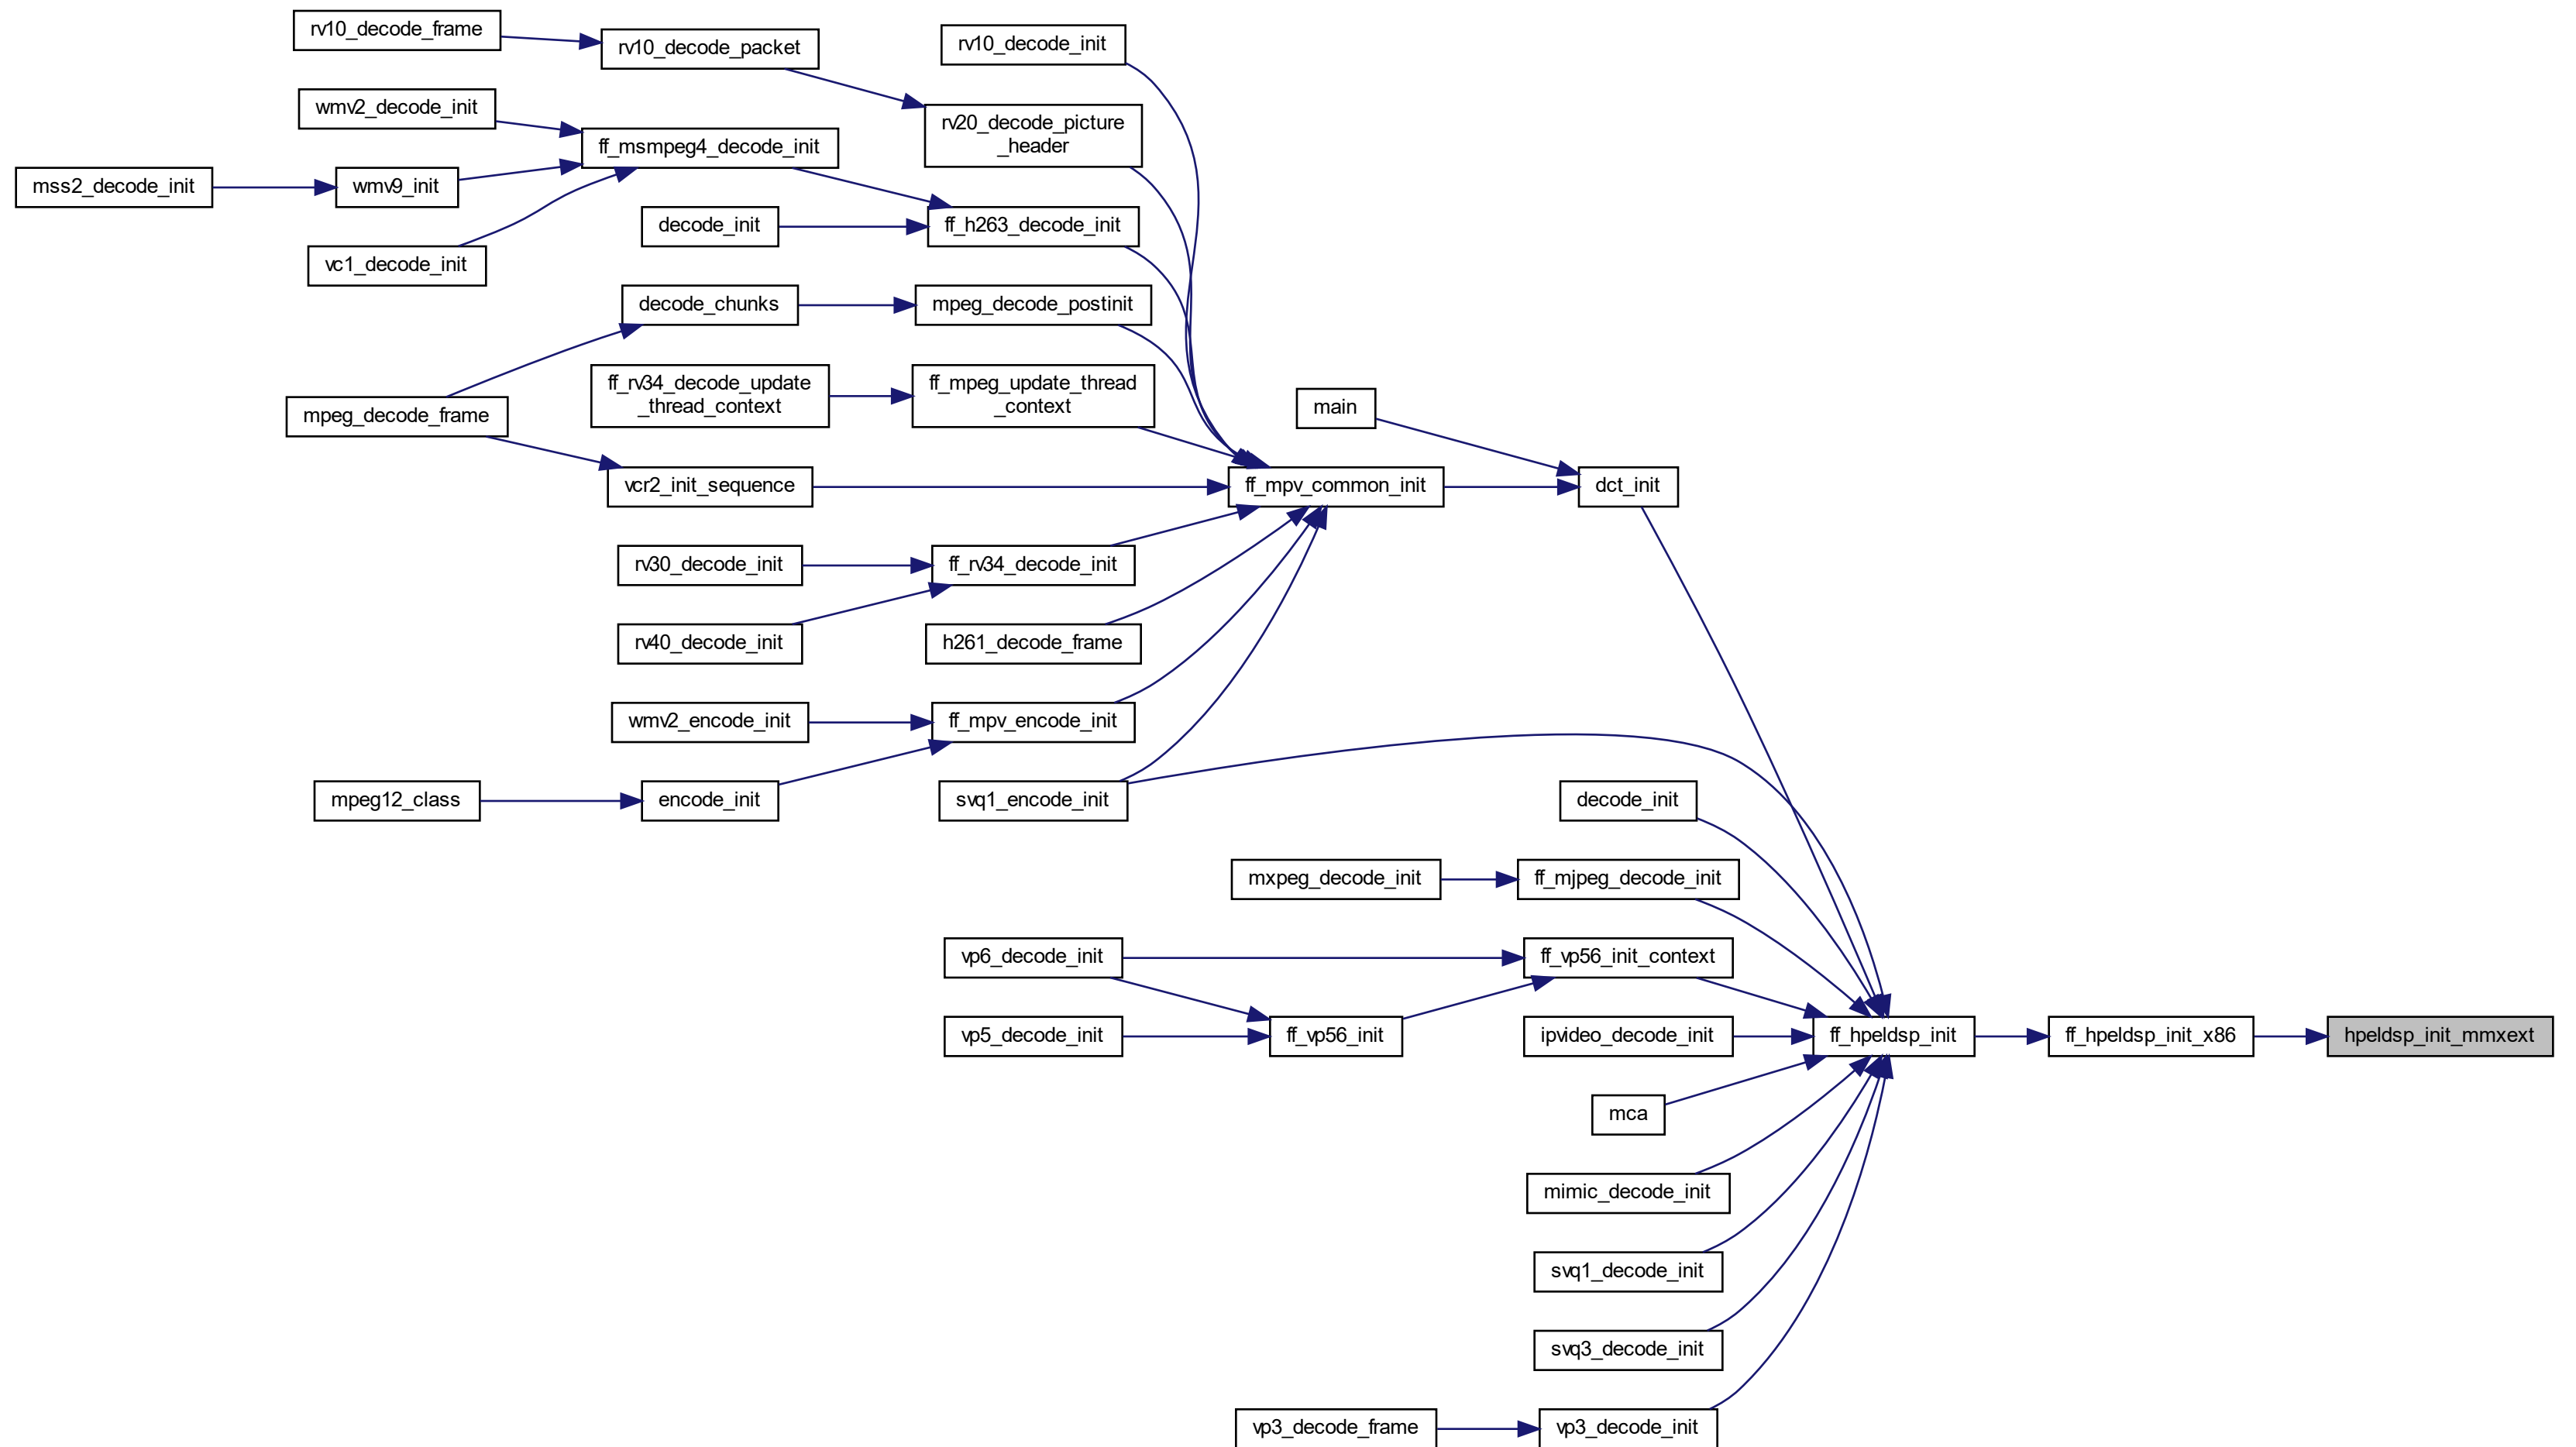 rv10_decode_frame
rv10_decode_packet
rv10_decode_init
wmv2_decode_init
rv20_decode_picture
_header
ff_msmpeg4_decode_init
mss2_decode_init
wmv9_init
decode_init
ff_h263_decode_init
vc1_decode_init
decode_chunks
mpeg_decode_postinit
ff_rv34_decode_update
_thread_context
ff_mpeg_update_thread
_context
main
mpeg_decode_frame
vcr2_init_sequence
ff_mpv_common_init
dct_init
rv30_decode_init
ff_rv34_decode_init
rv40_decode_init
h261_decode_frame
wmv2_encode_init
ff_mpv_encode_init
mpeg12_class
encode_init
svq1_encode_init
decode_init
mxpeg_decode_init
ff_mjpeg_decode_init
vp6_decode_init
ff_vp56_init_context
vp5_decode_init
ff_vp56_init
ipvideo_decode_init
ff_hpeldsp_init
ff_hpeldsp_init_x86
hpeldsp_init_mmxext
mca
mimic_decode_init
svq1_decode_init
svq3_decode_init
vp3_decode_frame
vp3_decode_init